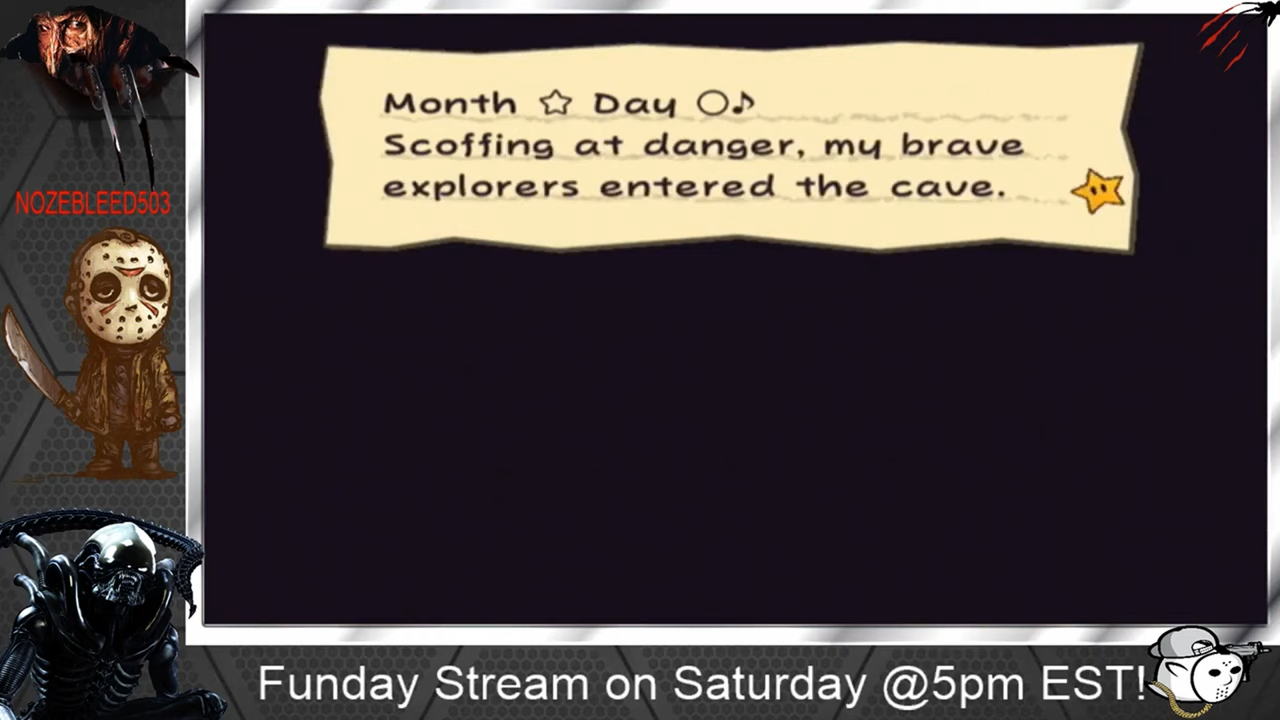 Month ☆ Day ○♪
Scoffing at danger, my brave
explorers entered the cave.
NOZEBLEED503
Funday Stream on Saturday @5pm EST!